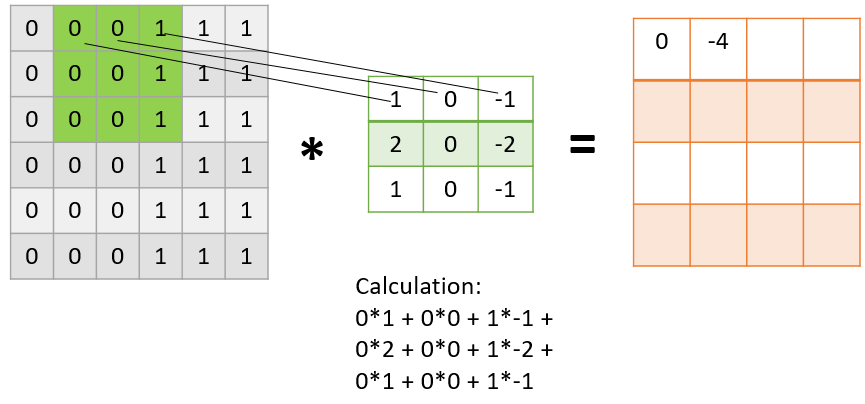 0 0 0 1 1 1
0 0 0 1 1 1
0 0 0 1 1 1
0 0 0 1 1 1
0 0 0 1 1 1
0 0 0 1 1 1
*
1 0 -1
2 0 -2
1 0 -1
=
0 -4
Calculation:
0*1 + 0*0 + 1*-1 +
0*2 + 0*0 + 1*-2 +
0*1 + 0*0 + 1*-1